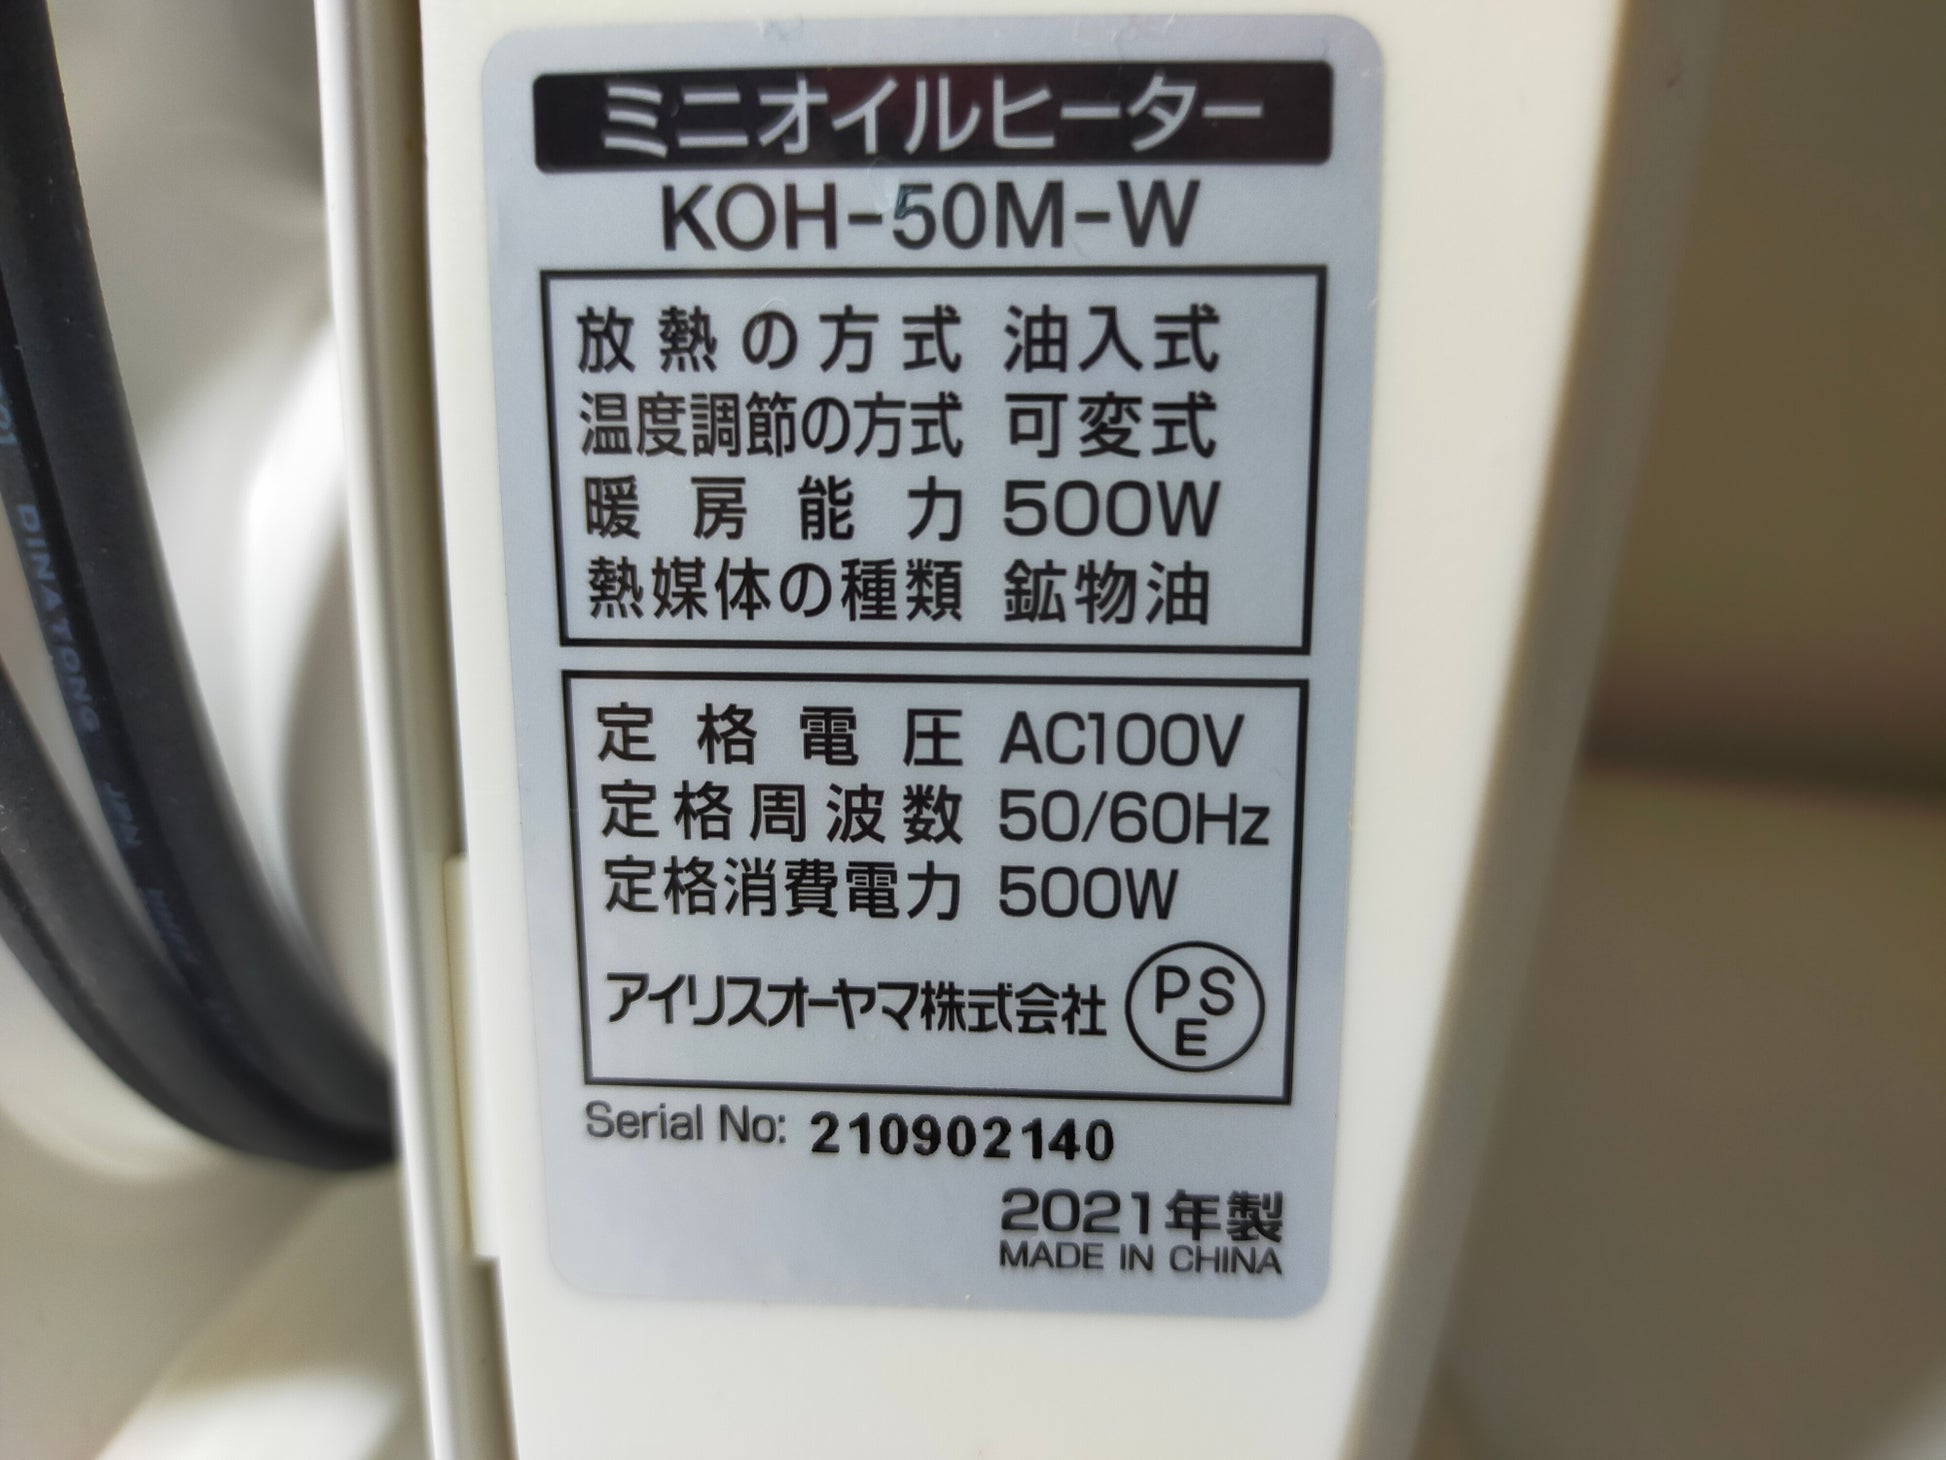 ミニオイルヒーター
KOH-50M-W
放熱の方式 油入式
温度調節の方式 可変式
暖房能力 500W
熱媒体の種類 鉱物油
定格電圧 AC100V
定格周波数 50/60Hz
定格消費電力 500W
アイリスオーヤマ株式会社 PSE
Serial No: 210902140
2021年製
MADE IN CHINA
DINATONG JPN